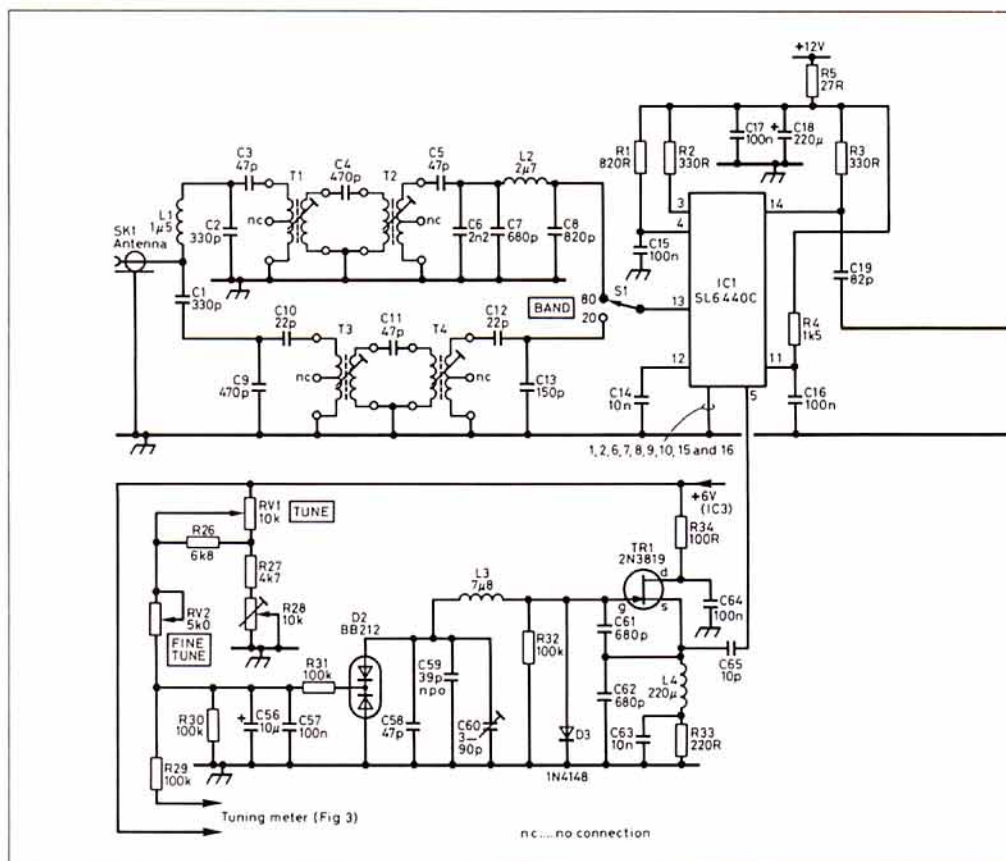 +12V
R5
27R
C3
47p
T1
C4
470p
T2
C5
47p
L2
2µ7
R1
820R
R2
330R
C17
100n
+
C18
220µ
R3
330R
L1
1µ5
SK1
Antenna
C2
330p
nc
nc
C6
2n2
C7
680p
C8
820p
3
4
14
C15
100n
IC1
SL6440C
C19
82p
C1
330p
C10
22p
T3
C11
47p
T4
C12
22p
BAND
80
20
S1
13
R4
1k5
C9
470p
nc
nc
C13
150p
C14
10n
12
11
5
C16
100n
1, 2, 6, 7, 8, 9, 10, 15 and 16
+6V
(IC3)
RV1
10k
TUNE
R26
6k8
R27
4k7
R28
10k
RV2
5k0
FINE
TUNE
R34
100R
TR1
2N3819
d
g
s
C64
100n
L3
7µ8
D2
BB212
R31
100k
C59
39p
npo
R32
100k
C61
680p
C65
10p
L4
220µ
R30
100k
+
C56
10µ
C57
100n
C58
47p
C60
3—
90p
D3
1N4148
C62
680p
C63
10n
R33
220R
R29
100k
Tuning meter (Fig 3)
nc....no connection